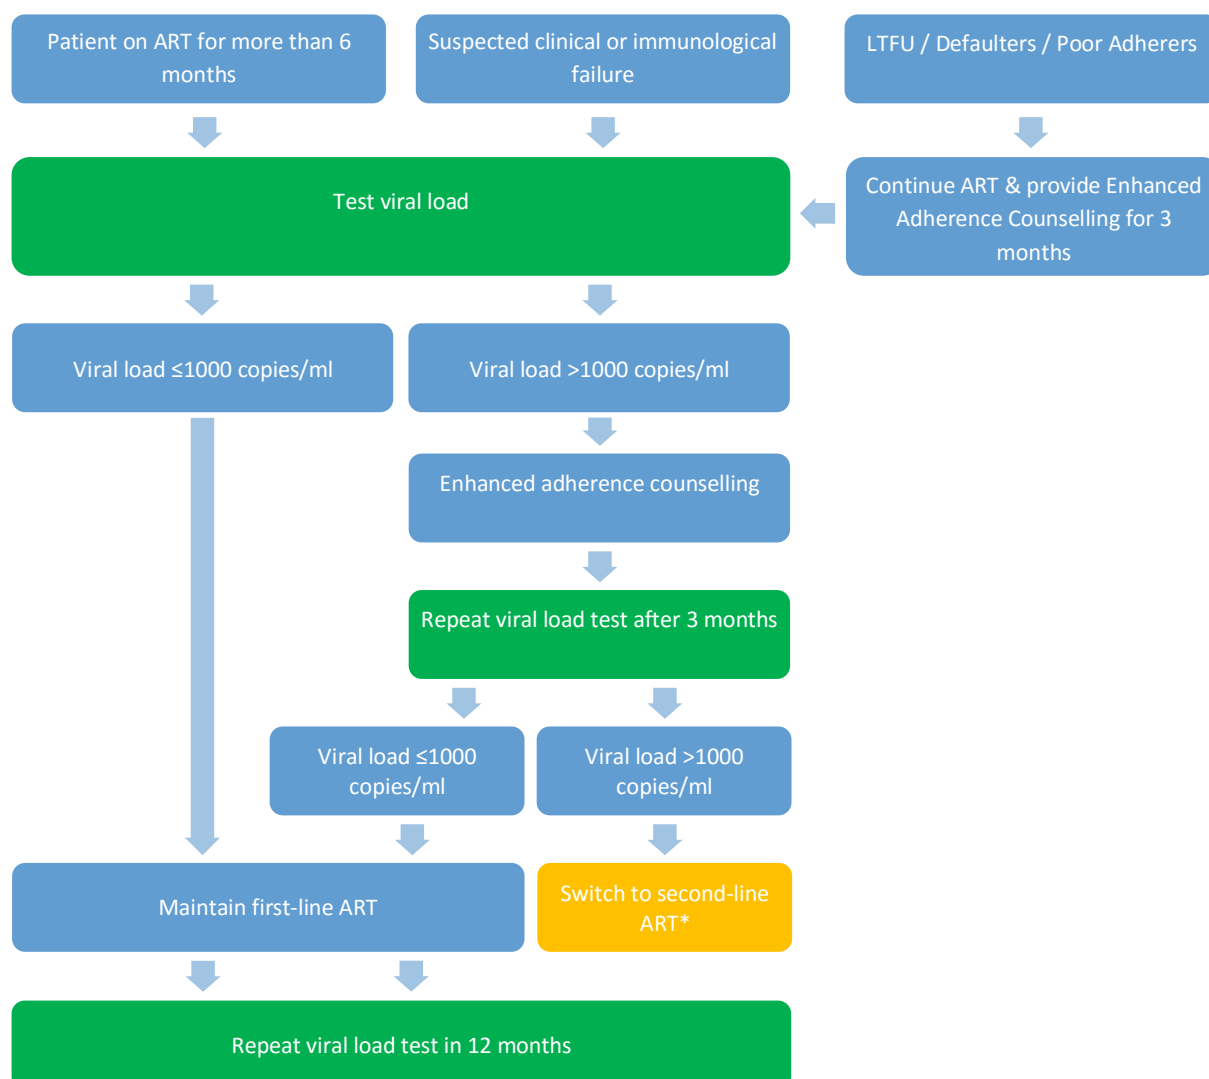 Patient on ART for more than 6
months
Suspected clinical or immunological
failure
LTFU / Defaulters / Poor Adherers
Test viral load
Continue ART & provide Enhanced
Adherence Counselling for 3
months
Viral load ≤1000 copies/ml
Viral load >1000 copies/ml
Enhanced adherence counselling
Repeat viral load test after 3 months
Viral load ≤1000
copies/ml
Viral load >1000
copies/ml
Maintain first-line ART
Switch to second-line
ART*
Repeat viral load test in 12 months